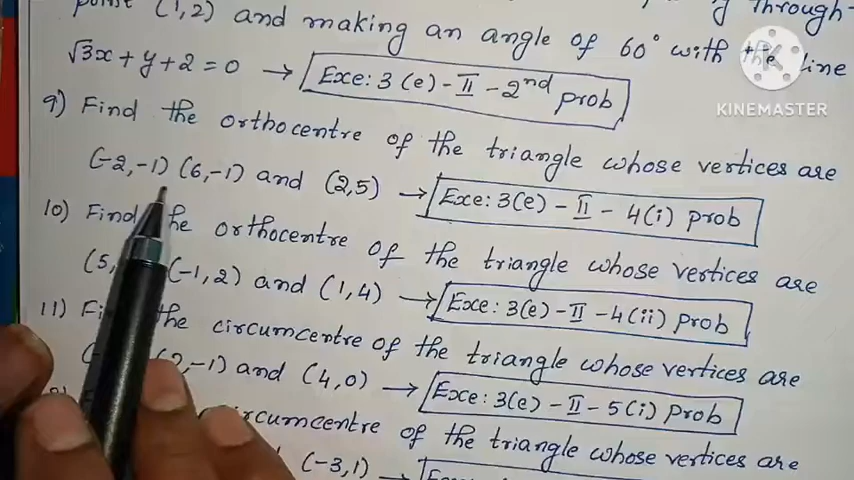 point (1,2) and making an angle of 60° with the line
√3x+y+2=0 → Exe: 3(e)-II-2nd prob
KINEMASTER
9) Find the orthocentre of the triangle whose vertices are
(-2,-1) (6,-1) and (2,5) → Exe: 3(e)-II-4(i) prob
10) Find the orthocentre of the triangle whose vertices are
(5, (-1,2) and (1,4) → Exe: 3(e)-II-4(ii) prob
11) the circumcentre of the triangle whose vertices are
(2,-1) and (4,0) → Exe: 3(e)-II-5(i) prob
circumcentre of the triangle whose vertices are
(-3,1) →